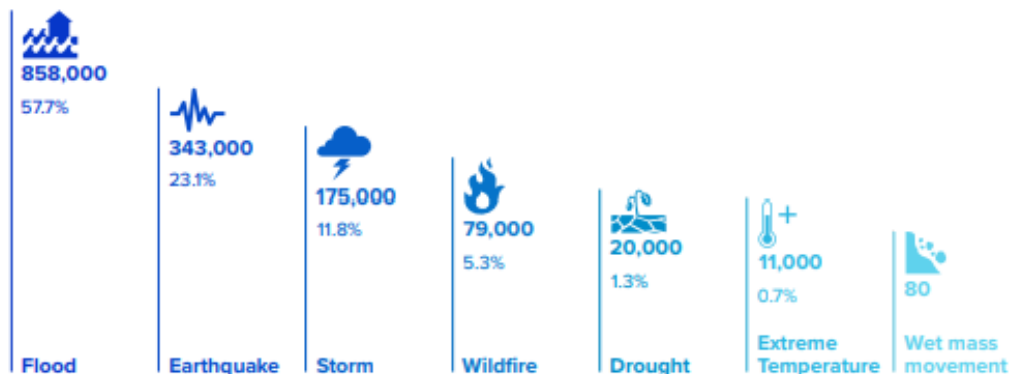 858,000
57.7%
Flood
343,000
23.1%
Earthquake
175,000
11.8%
Storm
79,000
5.3%
Wildfire
20,000
1.3%
Drought
11,000
0.7%
Extreme
Temperature
80
Wet mass
movement